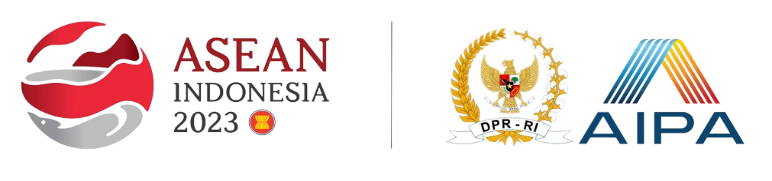 ASEAN
INDONESIA
2023
DPR - RI
AIPA